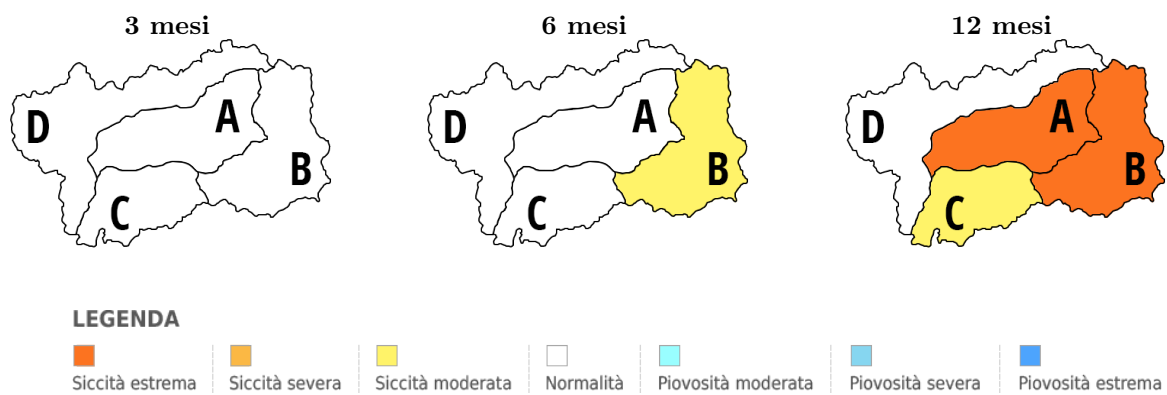 3 mesi
6 mesi
12 mesi
A
D
B
C
A
D
B
C
A
D
B
C
LEGENDA
Siccità estrema
Siccità severa
Siccità moderata
Normalità
Piovosità moderata
Piovosità severa
Piovosità estrema